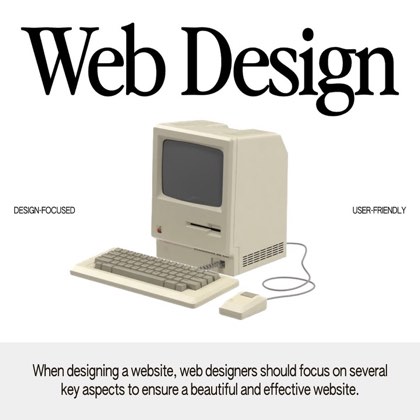 Web Design
DESIGN-FOCUSED
USER-FRIENDLY
When designing a website, web designers should focus on several
key aspects to ensure a beautiful and effective website.